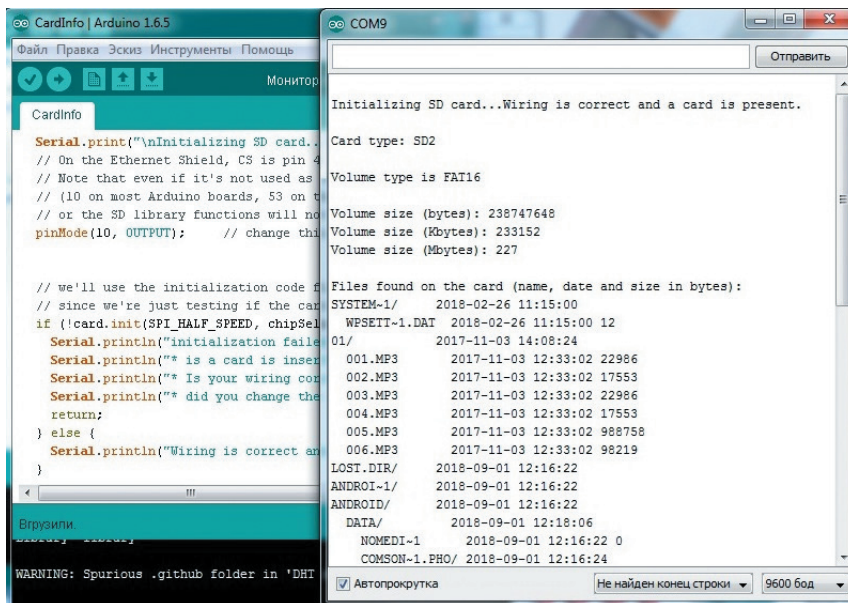 CardInfo | Arduino 1.6.5
Файл Правка Эскиз Инструменты Помощь
Монитор
CardInfo
Serial.print("\nInitializing SD card..
// On the Ethernet Shield, CS is pin 4
// Note that even if it's not used as
// (10 on most Arduino boards, 53 on t
// or the SD library functions will no
pinMode(10, OUTPUT); // change thi
// we'll use the initialization code f
// since we're just testing if the car
if (!card.init(SPI_HALF_SPEED, chipSel
Serial.println("initialization faile
Serial.println("* is a card is inser
Serial.println("* Is your wiring cor
Serial.println("* did you change the
return;
} else {
Serial.println("Wiring is correct an
}
Вгрузили.
WARNING: Spurious .github folder in 'DHT
COM9
Отправить
Initializing SD card...Wiring is correct and a card is present.
Card type: SD2
Volume type is FAT16
Volume size (bytes): 238747648
Volume size (Kbytes): 233152
Volume size (Mbytes): 227
Files found on the card (name, date and size in bytes):
SYSTEM~1/ 2018-02-26 11:15:00
WPSETT~1.DAT 2018-02-26 11:15:00 12
01/ 2017-11-03 14:08:24
001.MP3 2017-11-03 12:33:02 22986
002.MP3 2017-11-03 12:33:02 17553
003.MP3 2017-11-03 12:33:02 22986
004.MP3 2017-11-03 12:33:02 17553
005.MP3 2017-11-03 12:33:02 988758
006.MP3 2017-11-03 12:33:02 98219
LOST.DIR/ 2018-09-01 12:16:22
ANDROI~1/ 2018-09-01 12:16:22
ANDROID/ 2018-09-01 12:16:22
DATA/ 2018-09-01 12:18:06
NOMEDI~1 2018-09-01 12:16:22 0
COMSON~1.PHO/ 2018-09-01 12:16:24
Автопрокрутка
Не найден конец строки
9600 бод